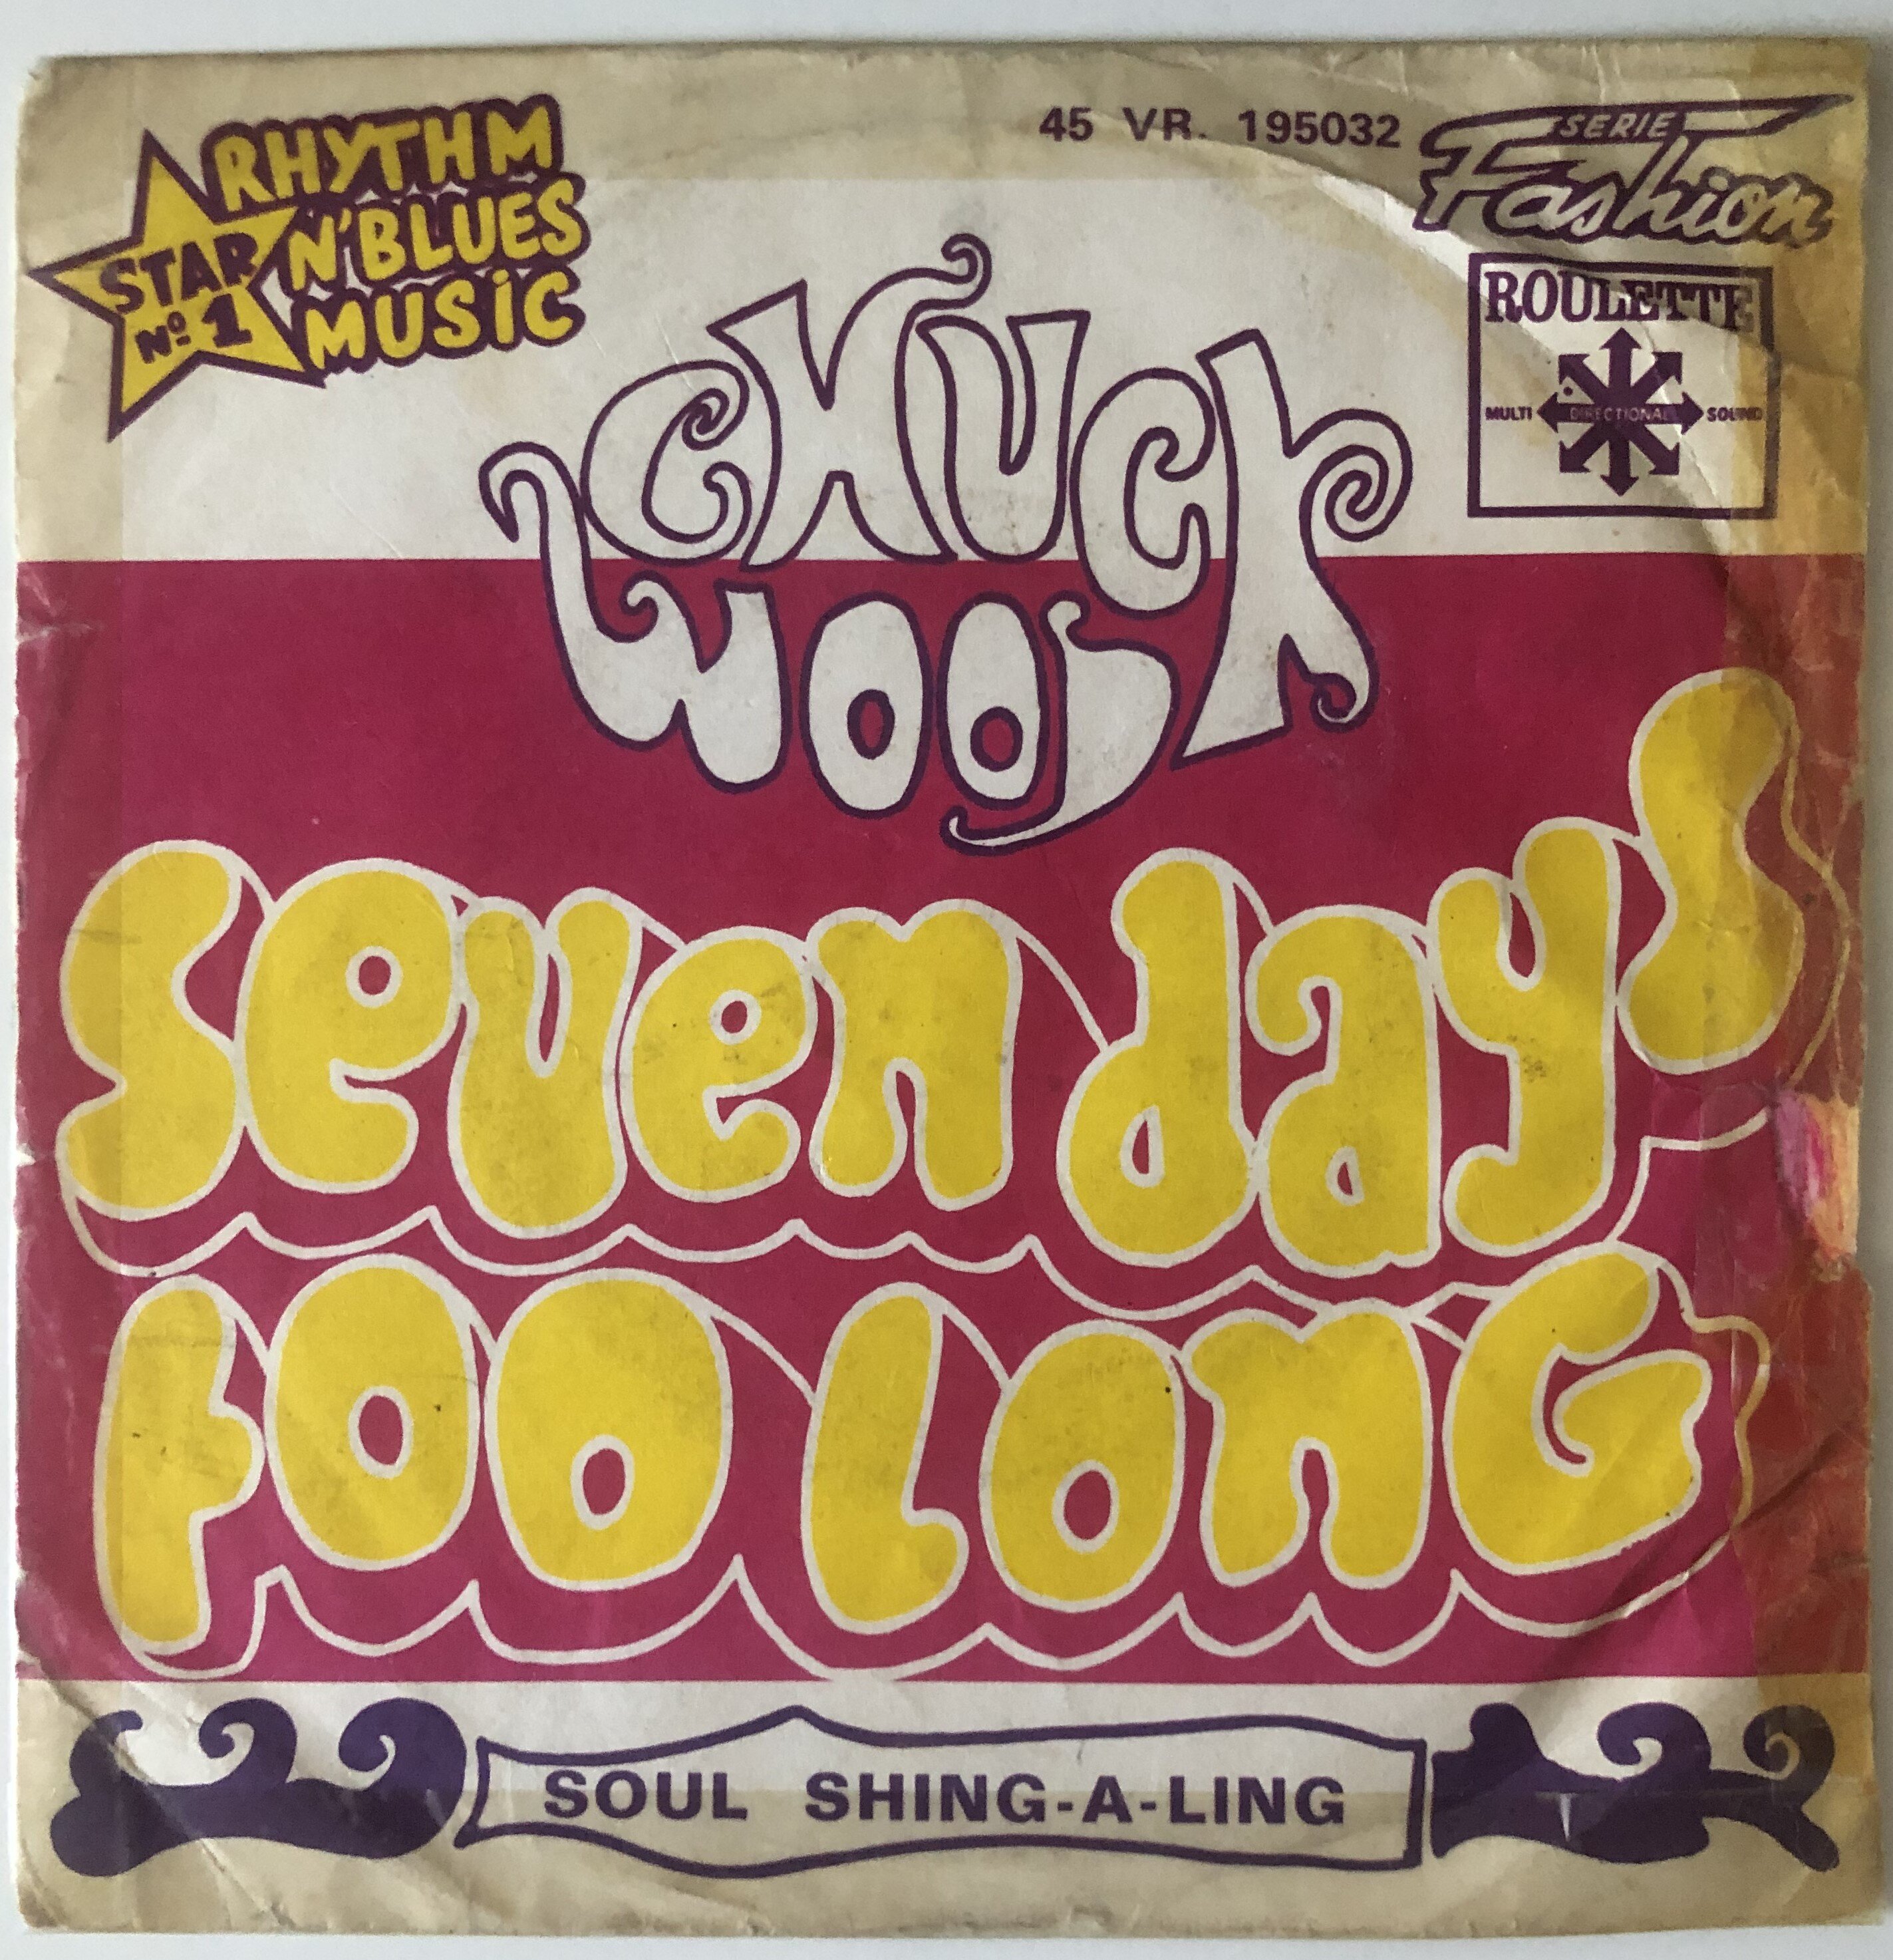 RHYTHM
N'BLUES
MUSiC
STAR
Nº 1
45 VR. 195032
SERIE
Fashion
ROULETTE
MULTI DIRECTIONAL SOUND
CHUCK
WOOD
Seven days
too LONG
SOUL SHING-A-LING